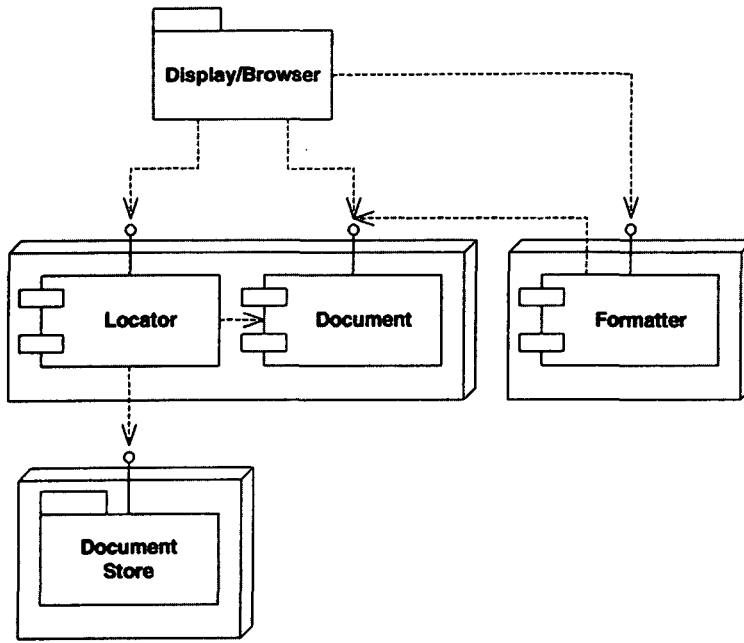 Display/Browser
Locator
Document
Formatter
Document
Store